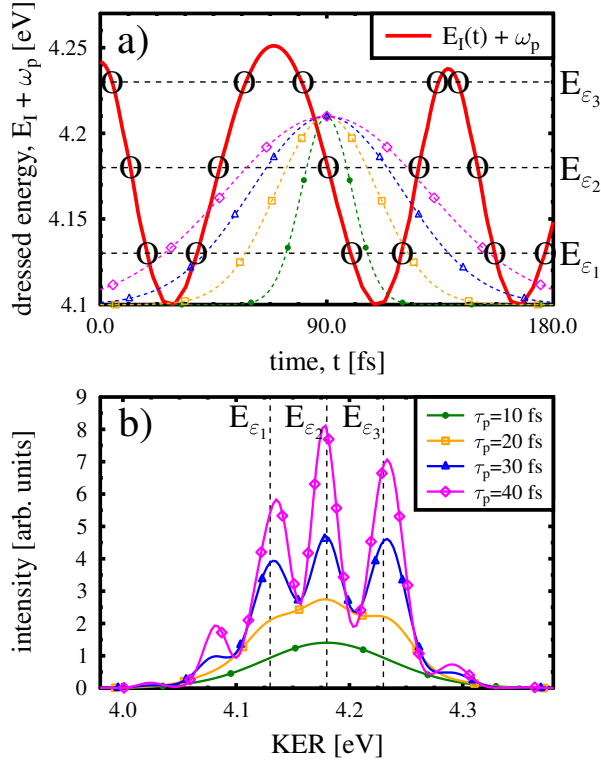 a)
E_I(t) + ω_p
dressed energy, E_I + ω_p [eV]
4.25
4.2
4.15
4.1
E_ε₃
E_ε₂
E_ε₁
0.0 90.0 180.0
time, t [fs]
b)
E_ε₁ E_ε₂ E_ε₃
τ_p=10 fs
τ_p=20 fs
τ_p=30 fs
τ_p=40 fs
intensity [arb. units]
9
8
7
6
5
4
3
2
1
0
4.0 4.1 4.2 4.3
KER [eV]